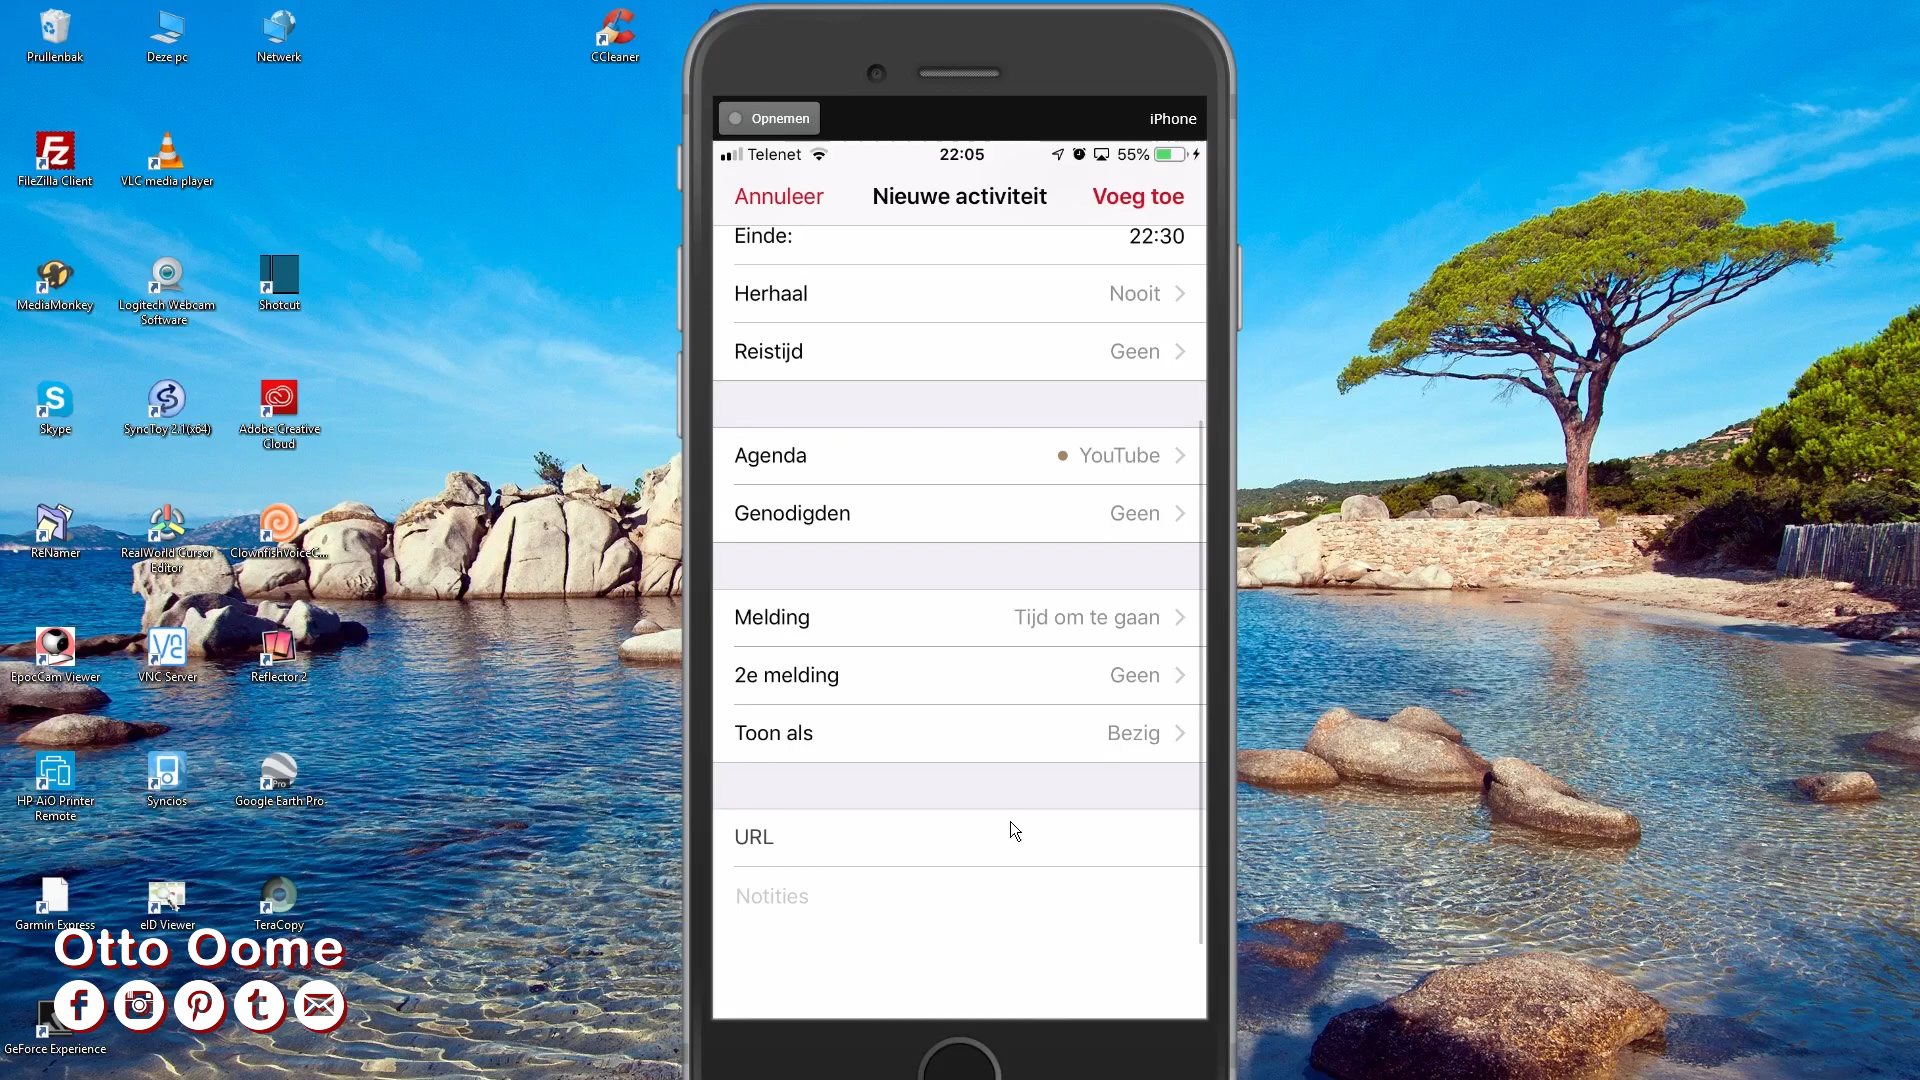 Prullenbak
Deze pc
Netwerk
CCleaner
FileZilla Client
VLC media player
MediaMonkey
Logitech Webcam
Software
Shotcut
Skype
SyncToy 2.1(x64)
Adobe Creative
Cloud
ReNamer
RealWorld Cursor
Editor
ClownfishVoiceC...
EpocCam Viewer
VNC Server
Reflector 2
HP AiO Printer
Remote
Syncios
Google Earth Pro
Garmin Express
eID Viewer
TeraCopy
GeForce Experience
Otto Oome
Opnemen
iPhone
Telenet
22:05
55%
Annuleer
Nieuwe activiteit
Voeg toe
Einde:
22:30
Herhaal
Nooit
Reistijd
Geen
Agenda
YouTube
Genodigden
Geen
Melding
Tijd om te gaan
2e melding
Geen
Toon als
Bezig
URL
Notities